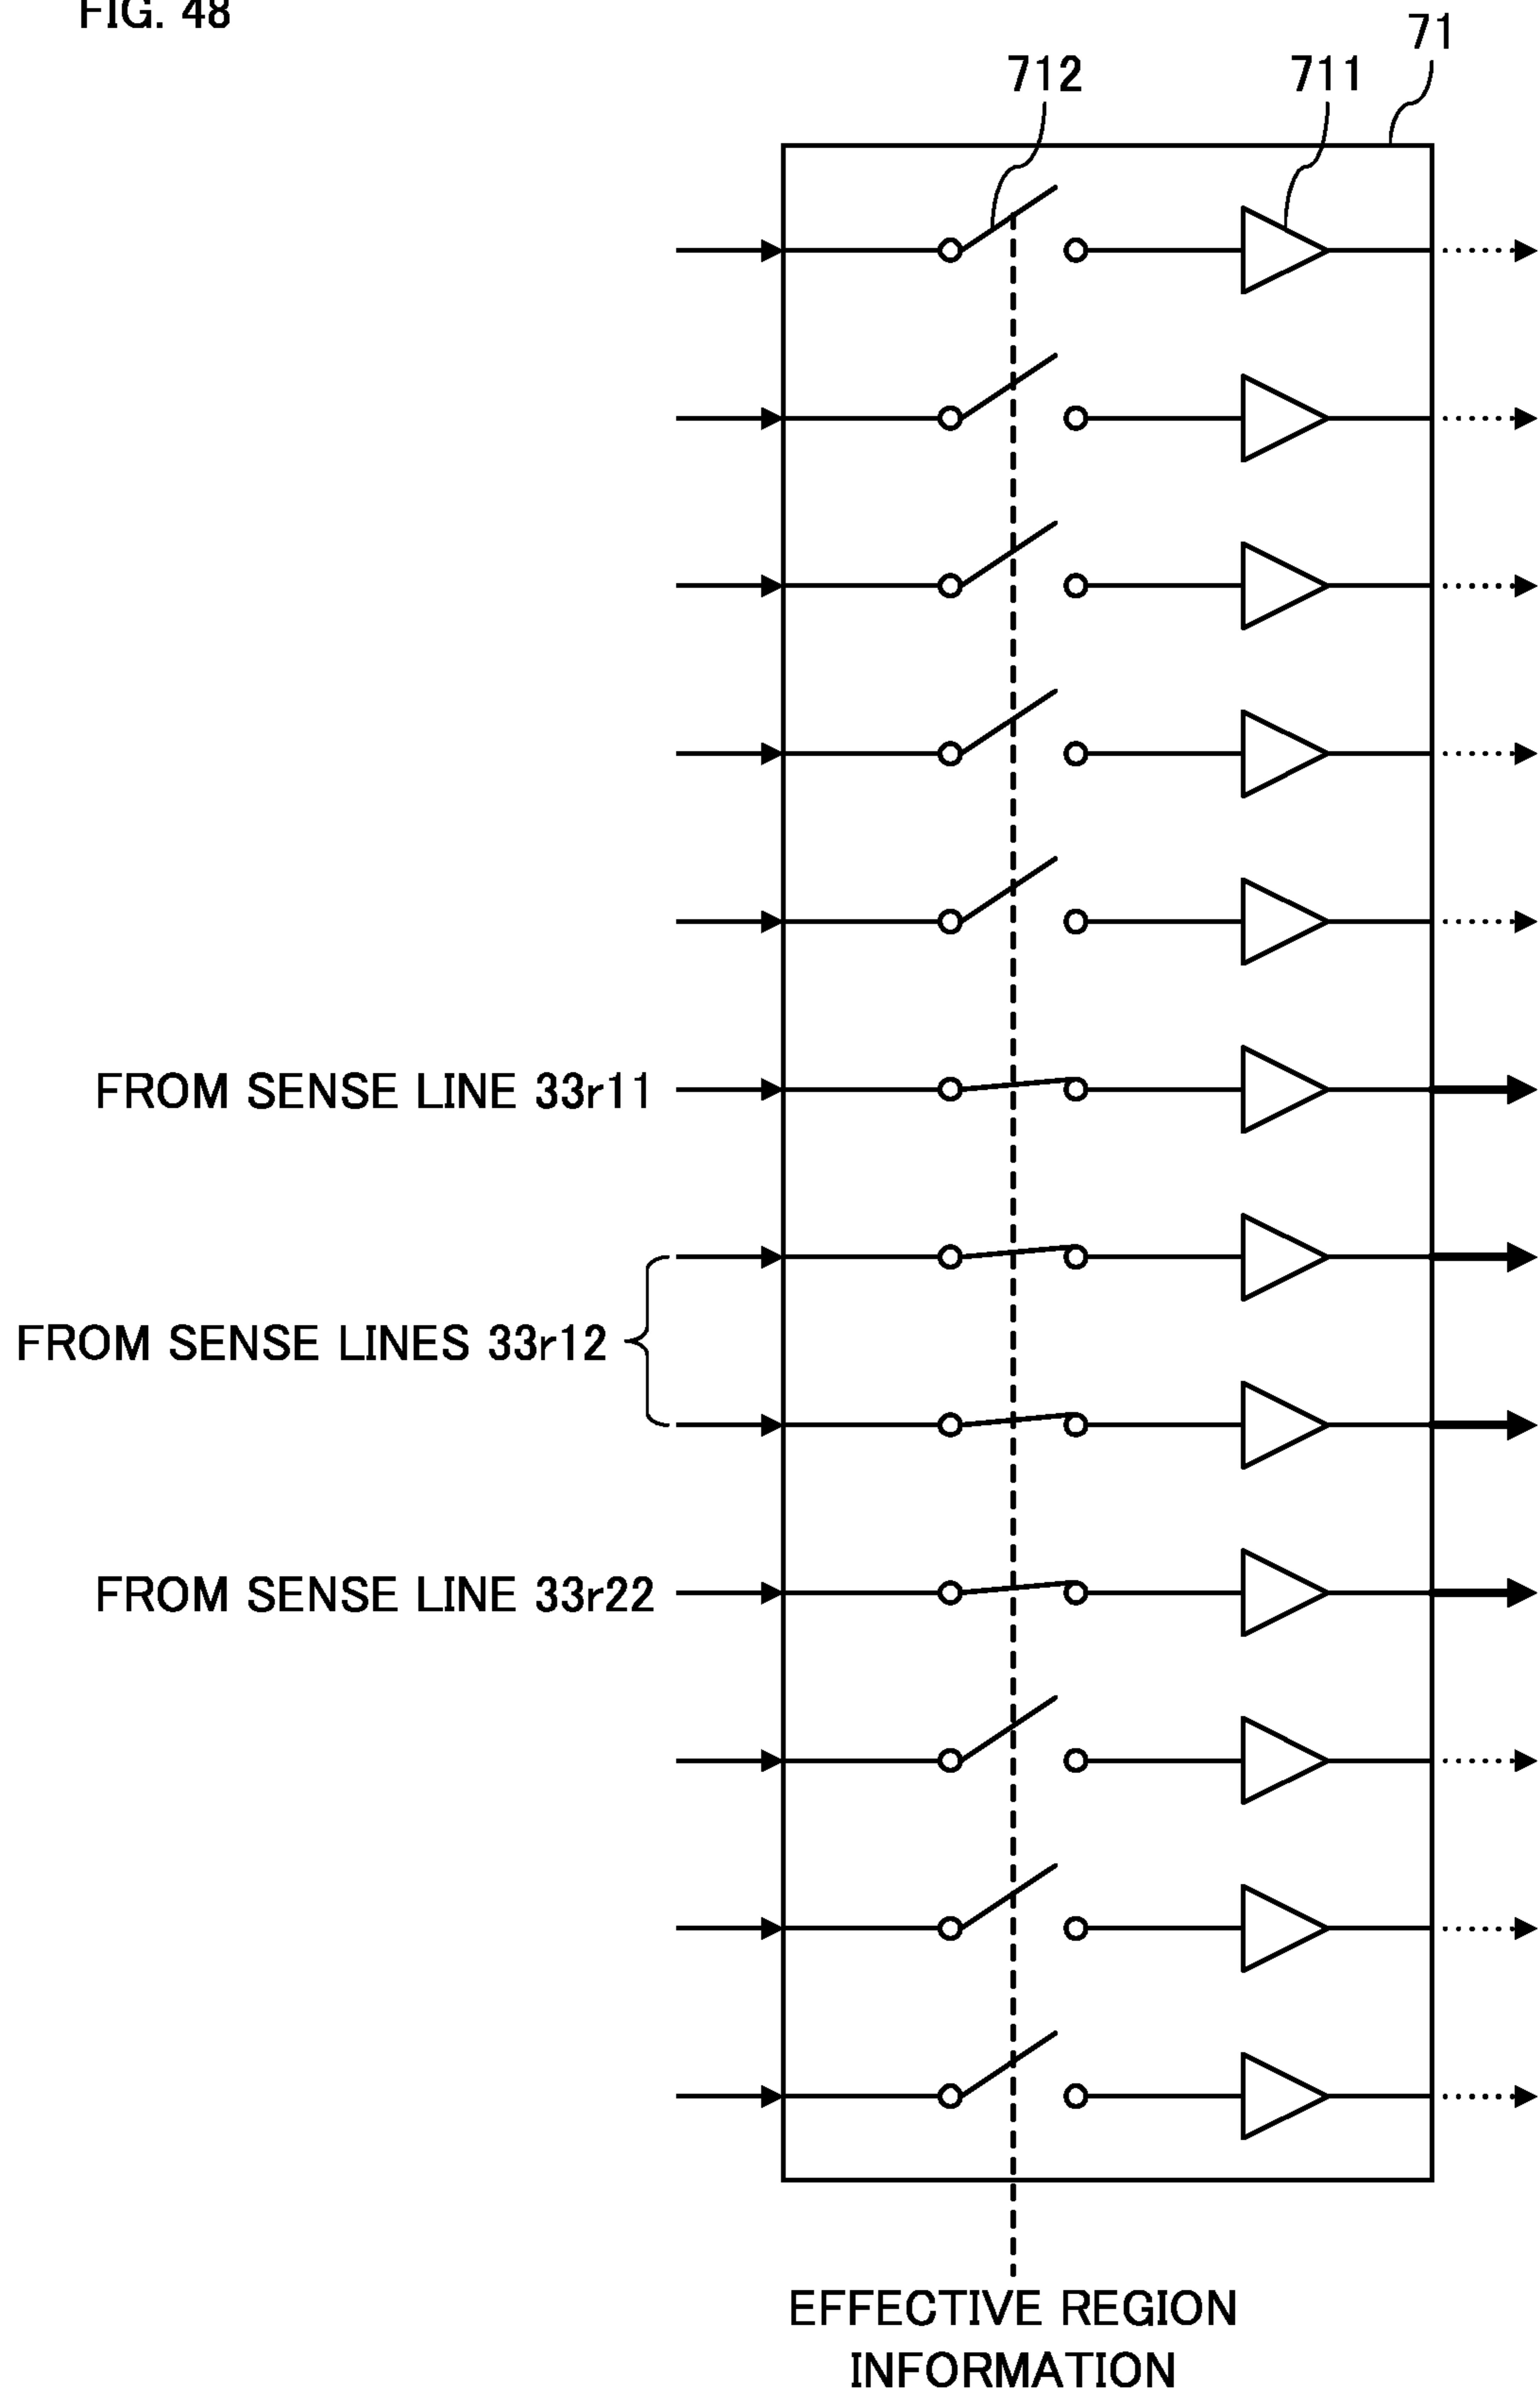 FIG. 48
71
712
711
FROM SENSE LINE 33r11
FROM SENSE LINES 33r12
FROM SENSE LINE 33r22
EFFECTIVE REGION
INFORMATION